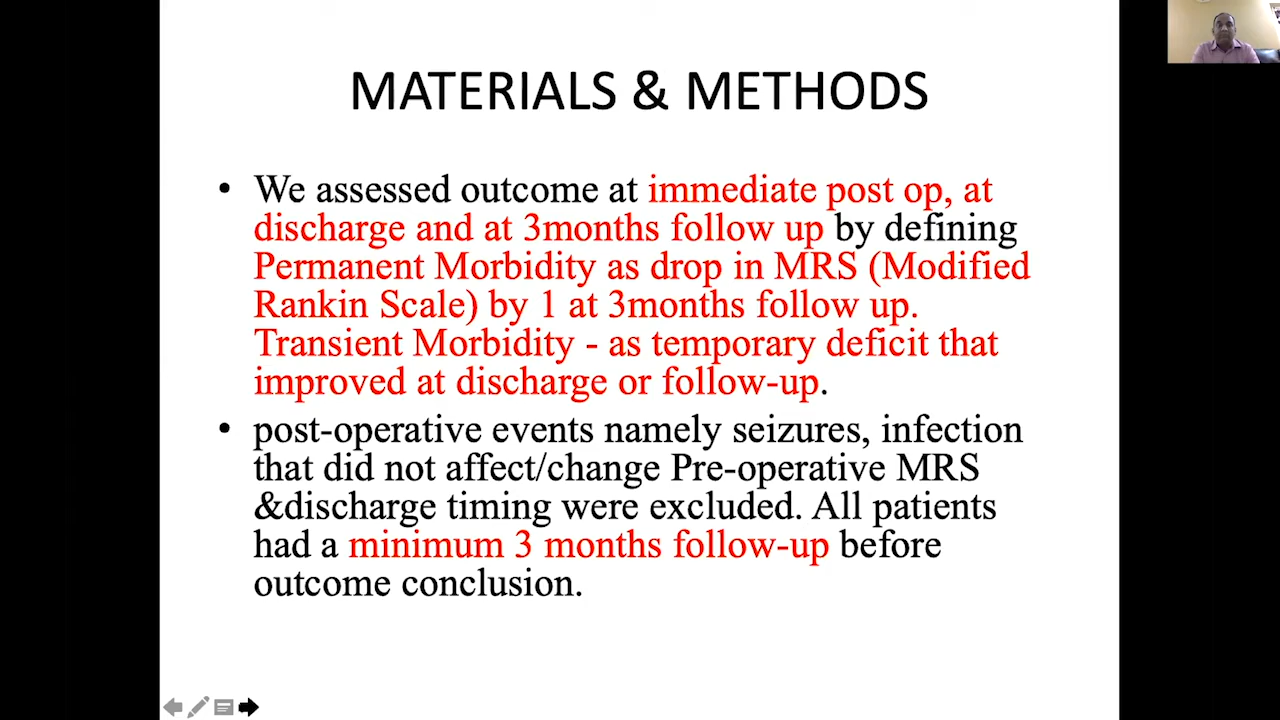 MATERIALS & METHODS
• We assessed outcome at immediate post op, at
discharge and at 3months follow up by defining
Permanent Morbidity as drop in MRS (Modified
Rankin Scale) by 1 at 3months follow up.
Transient Morbidity - as temporary deficit that
improved at discharge or follow-up.
• post-operative events namely seizures, infection
that did not affect/change Pre-operative MRS
&discharge timing were excluded. All patients
had a minimum 3 months follow-up before
outcome conclusion.